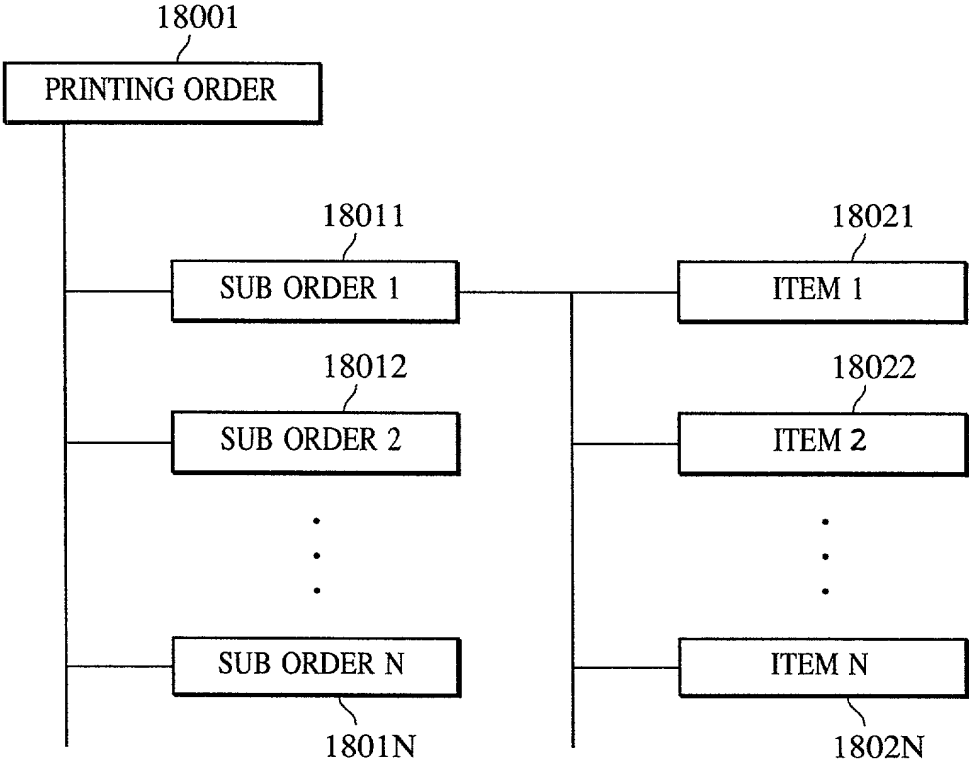 18001
PRINTING ORDER
18011
18021
SUB ORDER 1
ITEM 1
18012
18022
SUB ORDER 2
ITEM 2
SUB ORDER N
ITEM N
1801N
1802N